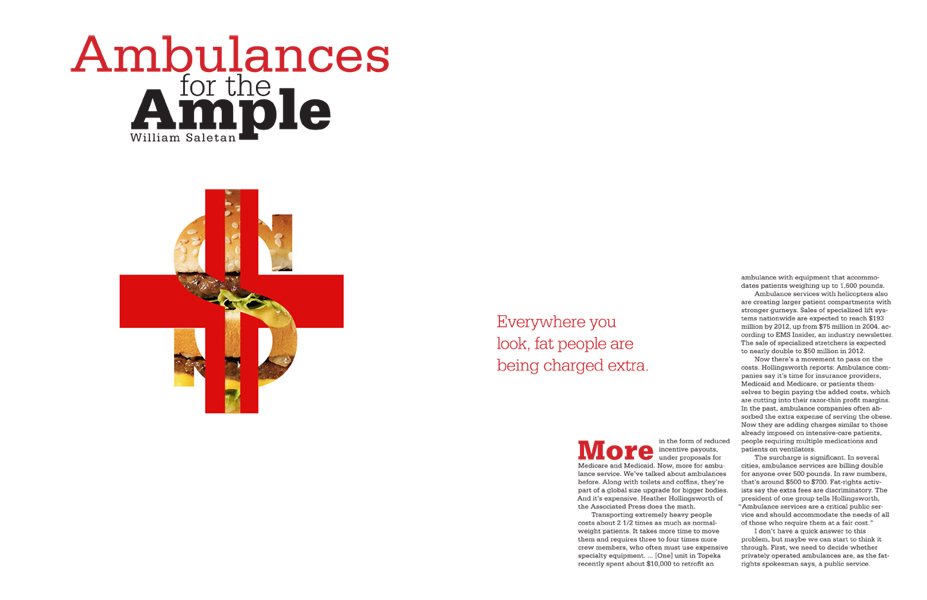 Ambulances
for the
Ample
William Saletan
Everywhere you
look, fat people are
being charged extra.
More in the form of reduced
incentive payouts,
under proposals for
Medicare and Medicaid. Now, more for ambu-
lance service. We've talked about ambulances
before. Along with toilets and coffins, they're
part of a global size upgrade for bigger bodies.
And it's expensive. Heather Hollingsworth of
the Associated Press does the math.
Transporting extremely heavy people
costs about 2 1/2 times as much as normal-
weight patients. It takes more time to move
them and requires three to four times more
crew members, who often must use expensive
specialty equipment. ... [One] unit in Topeka
recently spent about $10,000 to retrofit an
ambulance with equipment that accommo-
dates patients weighing up to 1,600 pounds.
Ambulance services with helicopters also
are creating larger patient compartments with
stronger gurneys. Sales of specialized lift sys-
tems nationwide are expected to reach $193
million by 2012, up from $75 million in 2004, ac-
cording to EMS Insider, an industry newsletter.
The sale of specialized stretchers is expected
to nearly double to $50 million in 2012.
Now there's a movement to pass on the
costs. Hollingsworth reports: Ambulance com-
panies say it's time for insurance providers,
Medicaid and Medicare, or patients them-
selves to begin paying the added costs, which
are cutting into their razor-thin profit margins.
In the past, ambulance companies often ab-
sorbed the extra expense of serving the obese.
Now they are adding charges similar to those
already imposed on intensive-care patients,
people requiring multiple medications and
patients on ventilators.
The surcharge is significant. In several
cities, ambulance services are billing double
for anyone over 500 pounds. In raw numbers,
that's around $500 to $700. Fat-rights activ-
ists say the extra fees are discriminatory. The
president of one group tells Hollingsworth,
"Ambulance services are a critical public ser-
vice and should accommodate the needs of all
of those who require them at a fair cost."
I don't have a quick answer to this
problem, but maybe we can start to think it
through. First, we need to decide whether
privately operated ambulances are, as the fat-
rights spokesman says, a public service.